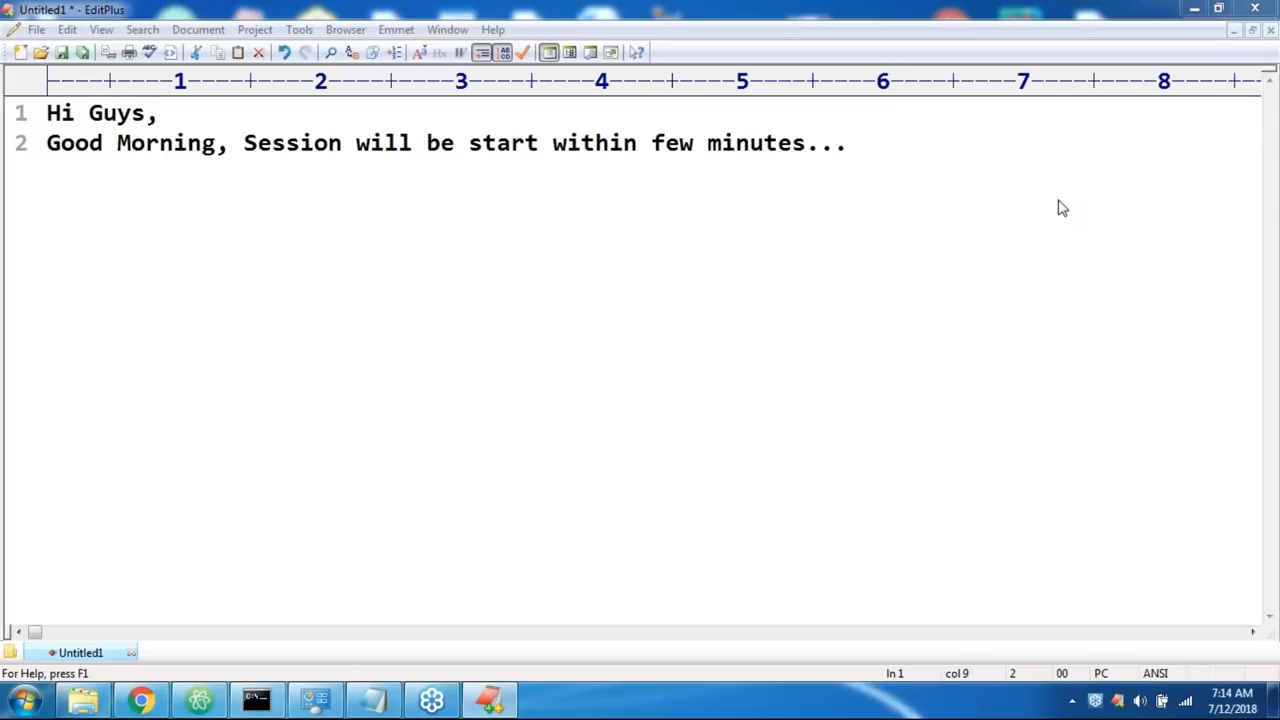 Untitled1 * - EditPlus
File Edit View Search Document Project Tools Browser Emmet Window Help
1 2 3 4 5 6 7 8
1 Hi Guys,
2 Good Morning, Session will be start within few minutes...
Untitled1
For Help, press F1 ln 1 col 9 2 00 PC ANSI
7:14 AM
7/12/2018